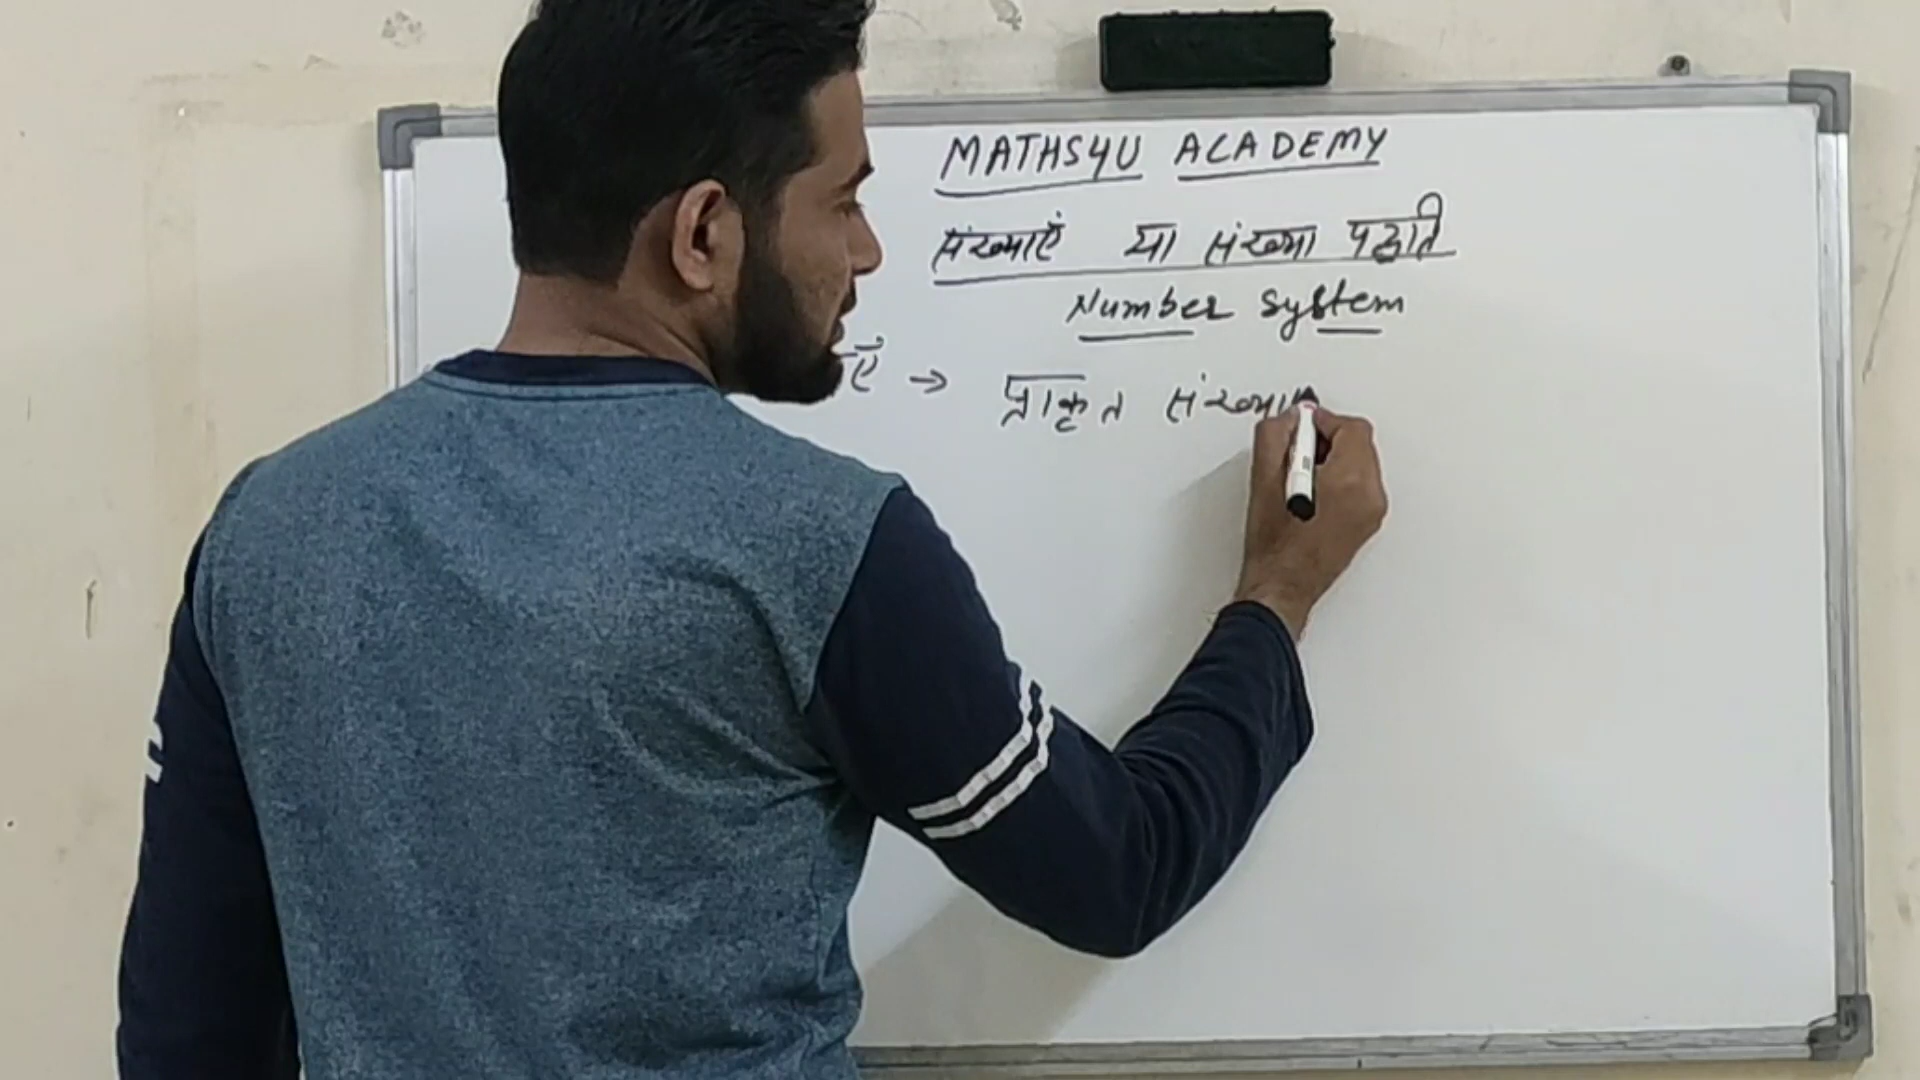 MATHS4U ACADEMY
संख्याएं या संख्या पद्धति
Number System
→ प्राकृत संख्याए